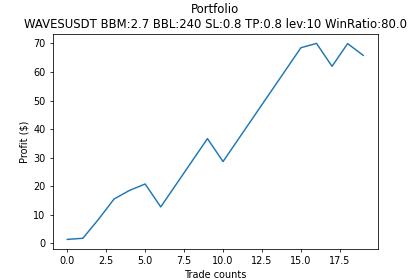 Portfolio
WAVESUSDT BBM:2.7 BBL:240 SL:0.8 TP:0.8 lev:10 WinRatio:80.0
70
60
50
40
30
20
10
0
Profit ($)
0.0 2.5 5.0 7.5 10.0 12.5 15.0 17.5
Trade counts